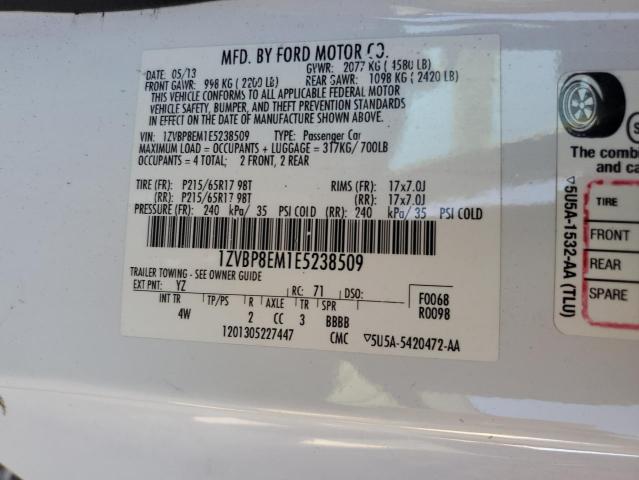 MFD. BY FORD MOTOR CO.
DATE: 05/13 GVWR: 2077 KG ( 4580 LB)
FRONT GAWR: 998 KG ( 2200 LB) REAR GAWR: 1098 KG ( 2420 LB)
THIS VEHICLE CONFORMS TO ALL APPLICABLE FEDERAL MOTOR
VEHICLE SAFETY, BUMPER, AND THEFT PREVENTION STANDARDS
IN EFFECT ON THE DATE OF MANUFACTURE SHOWN ABOVE.
VIN: 1ZVBP8EM1E5238509 TYPE: Passenger Car
MAXIMUM LOAD = OCCUPANTS + LUGGAGE = 317KG/ 700LB
OCCUPANTS = 4 TOTAL; 2 FRONT, 2 REAR
TIRE (FR): P215/65R17 98T RIMS (FR): 17x7.0J
(RR): P215/65R17 98T (RR): 17x7.0J
PRESSURE (FR): 240 kPa/ 35 PSI COLD (RR): 240 kPa/ 35 PSI COLD
1ZVBP8EM1E5238509
TRAILER TOWING - SEE OWNER GUIDE
EXT PNT: YZ RC: 71 DSO:
INT TR TP/PS R AXLE TR SPR
4W 2 CC 3 BBBB
F0068
R0098
1201305227447 CMC ▽5U5A-5420472-AA
▽5U5A-1532-AA (TLU)
The combi
and ca
TIRE
FRONT
REAR
SPARE